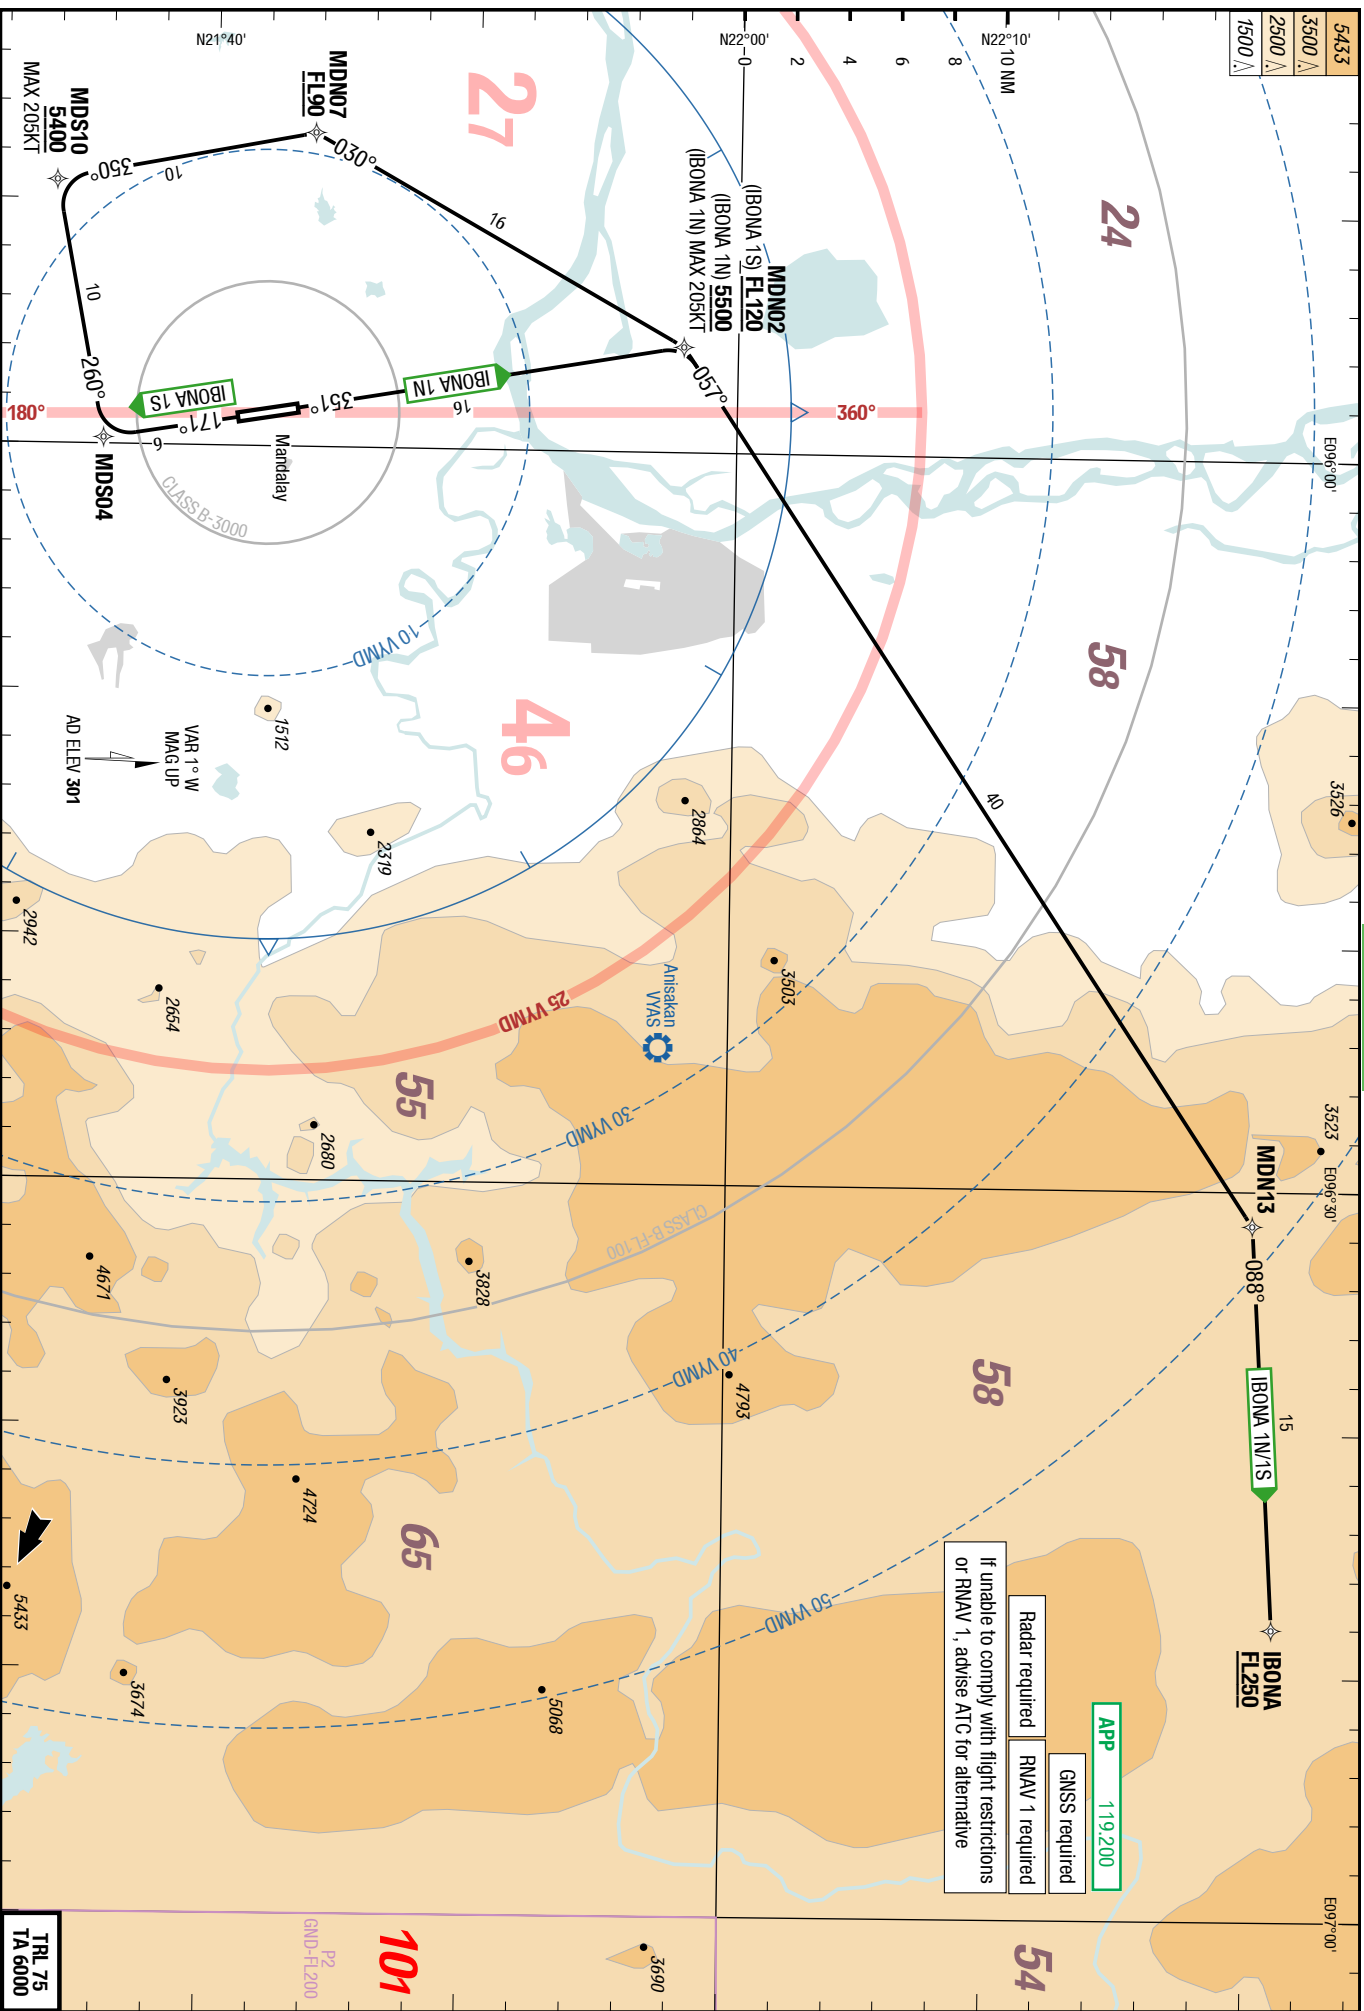 5433
3500
2500
1500
N21°40'
N22°00'
N22°10'
0
2
4
6
8
10 NM
E096°00'
E096°30'
E097°00'
27
24
58
46
55
58
65
101
54
MDN07
FL90
MDS10
5400
MAX 205KT
350°
10
030°
16
10
260°
MDS04
6
171°
IBONA 1S
351°
IBONA 1N
16
Mandalay
CLASS B-3000
180°
360°
MDN02
(IBONA 1S) FL120
(IBONA 1N) 5500
(IBONA 1N) MAX 205KT
057°
40
MDN13
088°
IBONA 1N/1S
15
IBONA
FL250
10 VYMD
25 VYMD
30 VYMD
40 VYMD
50 VYMD
CLASS B-FL100
Anisakan
VYAS
VAR 1° W
MAG UP
AD ELEV 301
1512
2319
2864
2942
2654
2680
3503
3526
3523
3828
4671
3923
4793
4724
5433
3674
5068
3690
APP 119.200
GNSS required
Radar required
RNAV 1 required
If unable to comply with flight restrictions
or RNAV 1, advise ATC for alternative
P2
GND-FL200
TRL 75
TA 6000